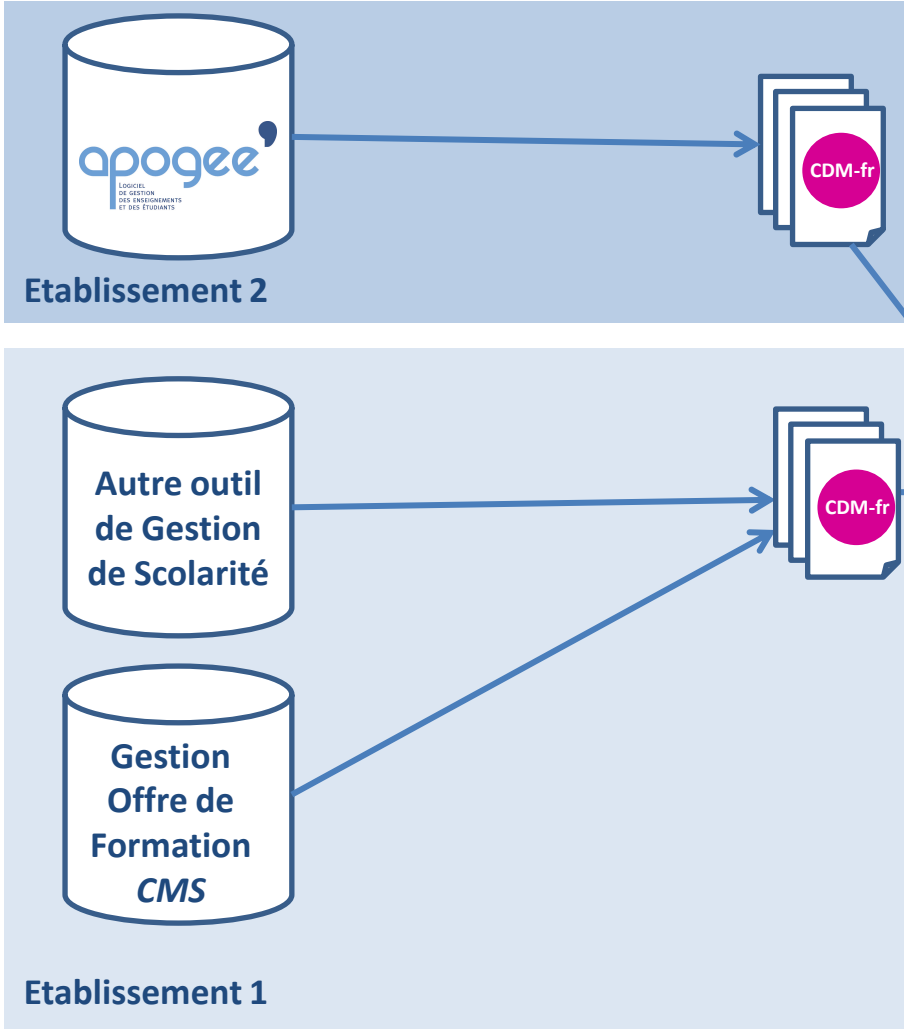 apogee'
LOGICIEL
DE GESTION
DES ENSEIGNEMENTS
ET DES ÉTUDIANTS
CDM-fr
Etablissement 2
Autre outil
de Gestion
de Scolarité
CDM-fr
Gestion
Offre de
Formation
CMS
Etablissement 1